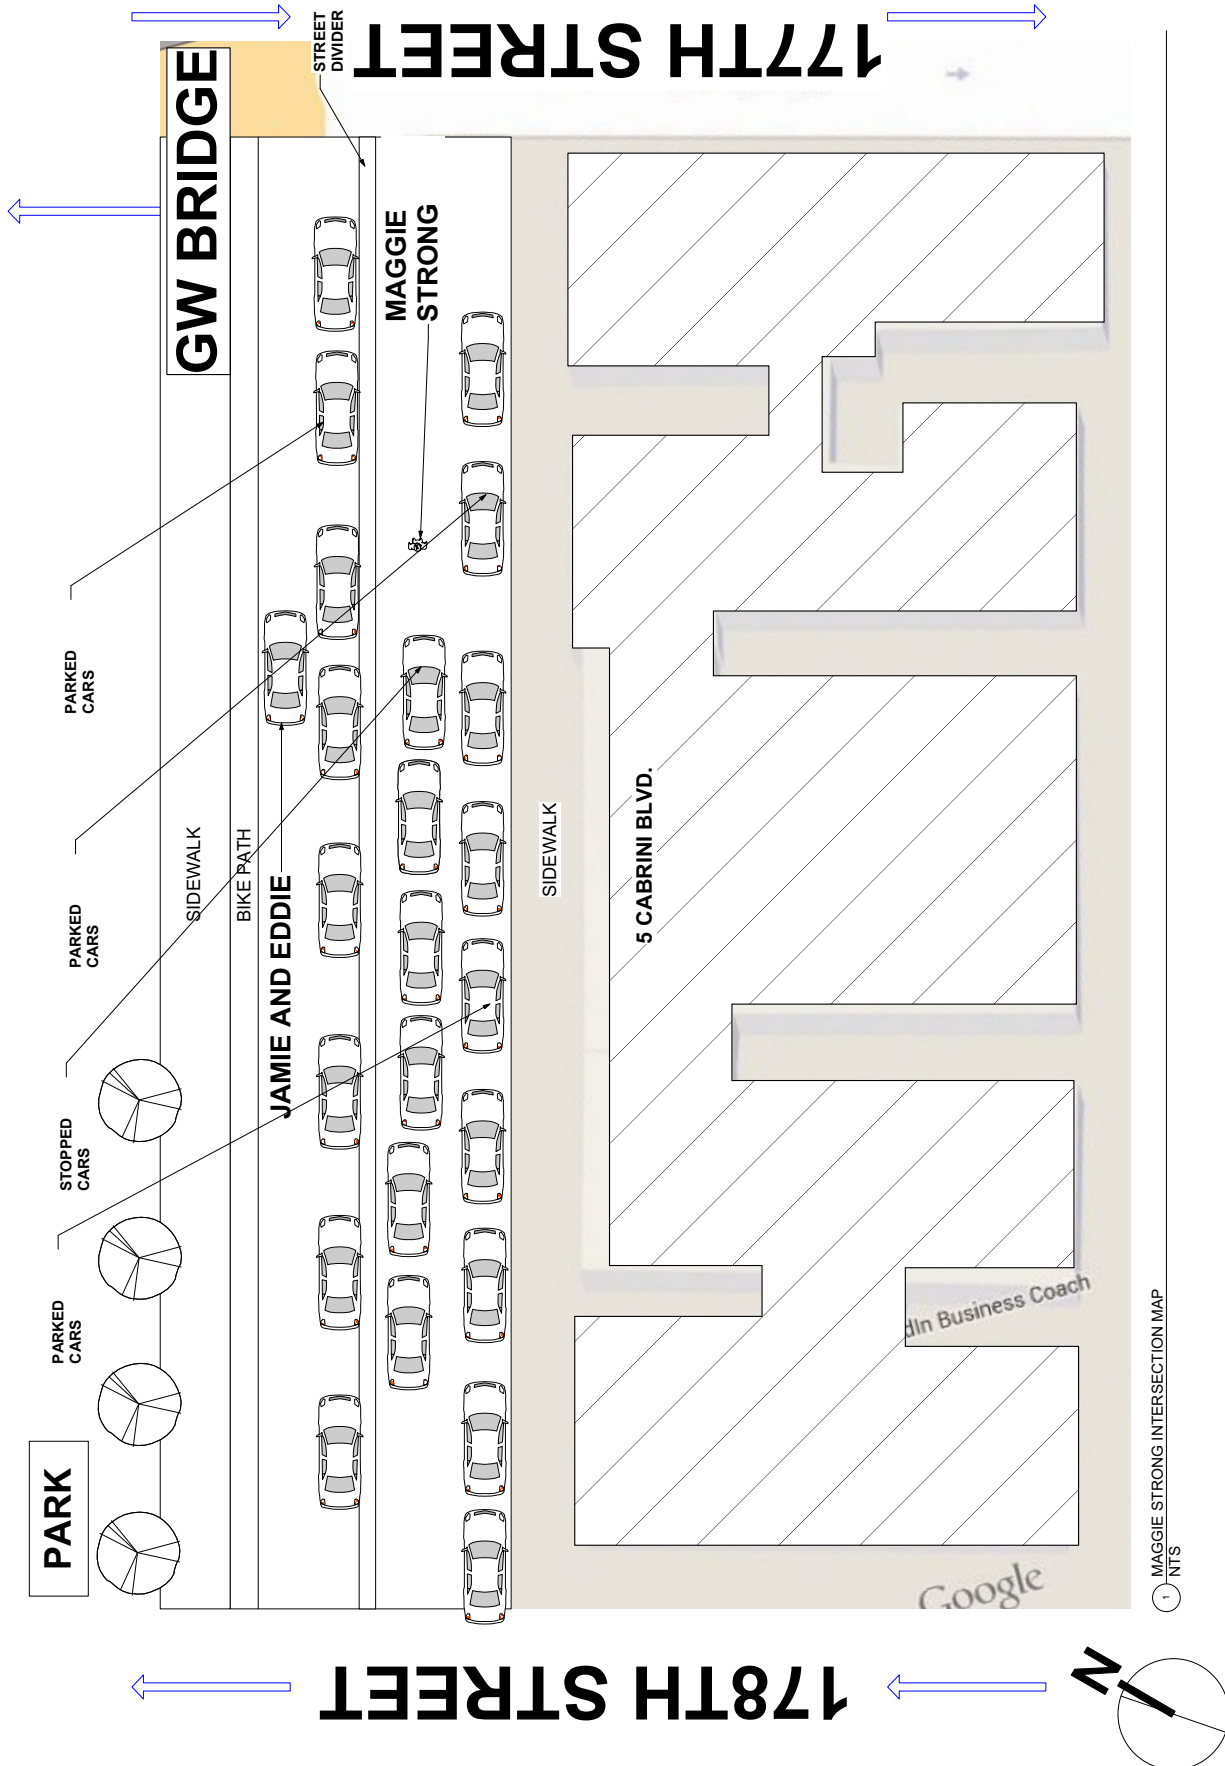 177TH STREET
STREET
DIVIDER
GW BRIDGE
MAGGIE
STRONG
PARKED
CARS
PARKED
CARS
STOPPED
CARS
PARKED
CARS
SIDEWALK
BIKE PATH
JAMIE AND EDDIE
SIDEWALK
5 CABRINI BLVD.
PARK
dIn Business Coach
Google
178TH STREET
1
MAGGIE STRONG INTERSECTION MAP
NTS
N